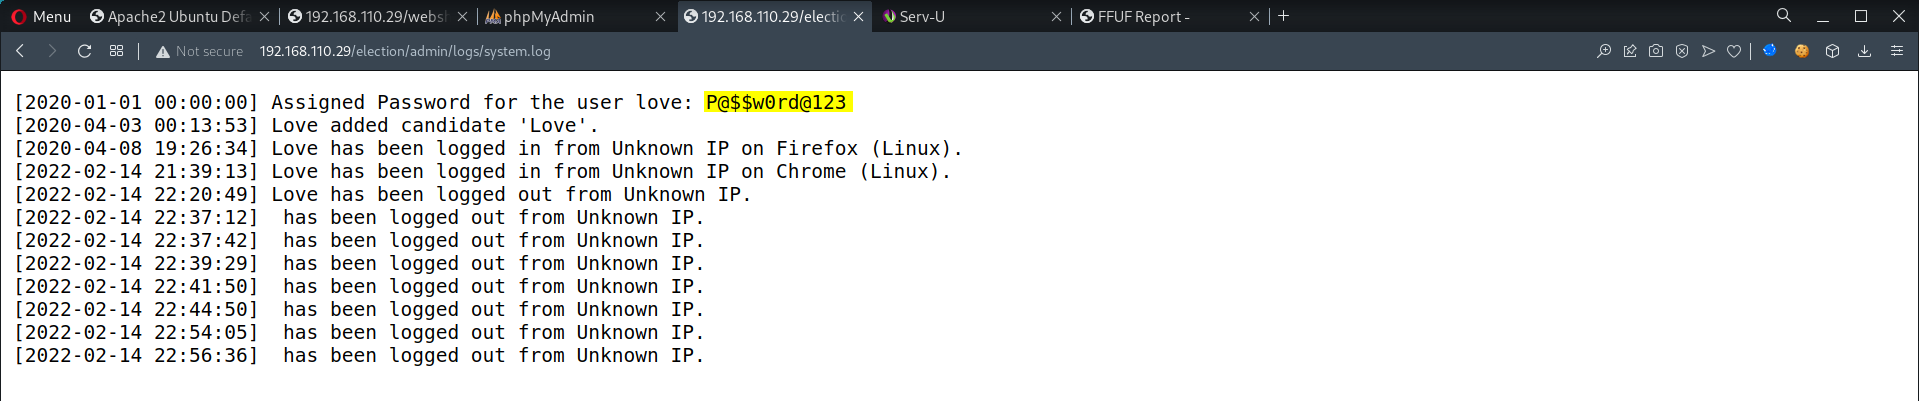 Menu Apache2 Ubuntu Defa 192.168.110.29/websh phpMyAdmin 192.168.110.29/electio Serv-U FFUF Report -
Not secure 192.168.110.29/election/admin/logs/system.log
[2020-01-01 00:00:00] Assigned Password for the user love: P@$$w0rd@123
[2020-04-03 00:13:53] Love added candidate 'Love'.
[2020-04-08 19:26:34] Love has been logged in from Unknown IP on Firefox (Linux).
[2022-02-14 21:39:13] Love has been logged in from Unknown IP on Chrome (Linux).
[2022-02-14 22:20:49] Love has been logged out from Unknown IP.
[2022-02-14 22:37:12]  has been logged out from Unknown IP.
[2022-02-14 22:37:42]  has been logged out from Unknown IP.
[2022-02-14 22:39:29]  has been logged out from Unknown IP.
[2022-02-14 22:41:50]  has been logged out from Unknown IP.
[2022-02-14 22:44:50]  has been logged out from Unknown IP.
[2022-02-14 22:54:05]  has been logged out from Unknown IP.
[2022-02-14 22:56:36]  has been logged out from Unknown IP.